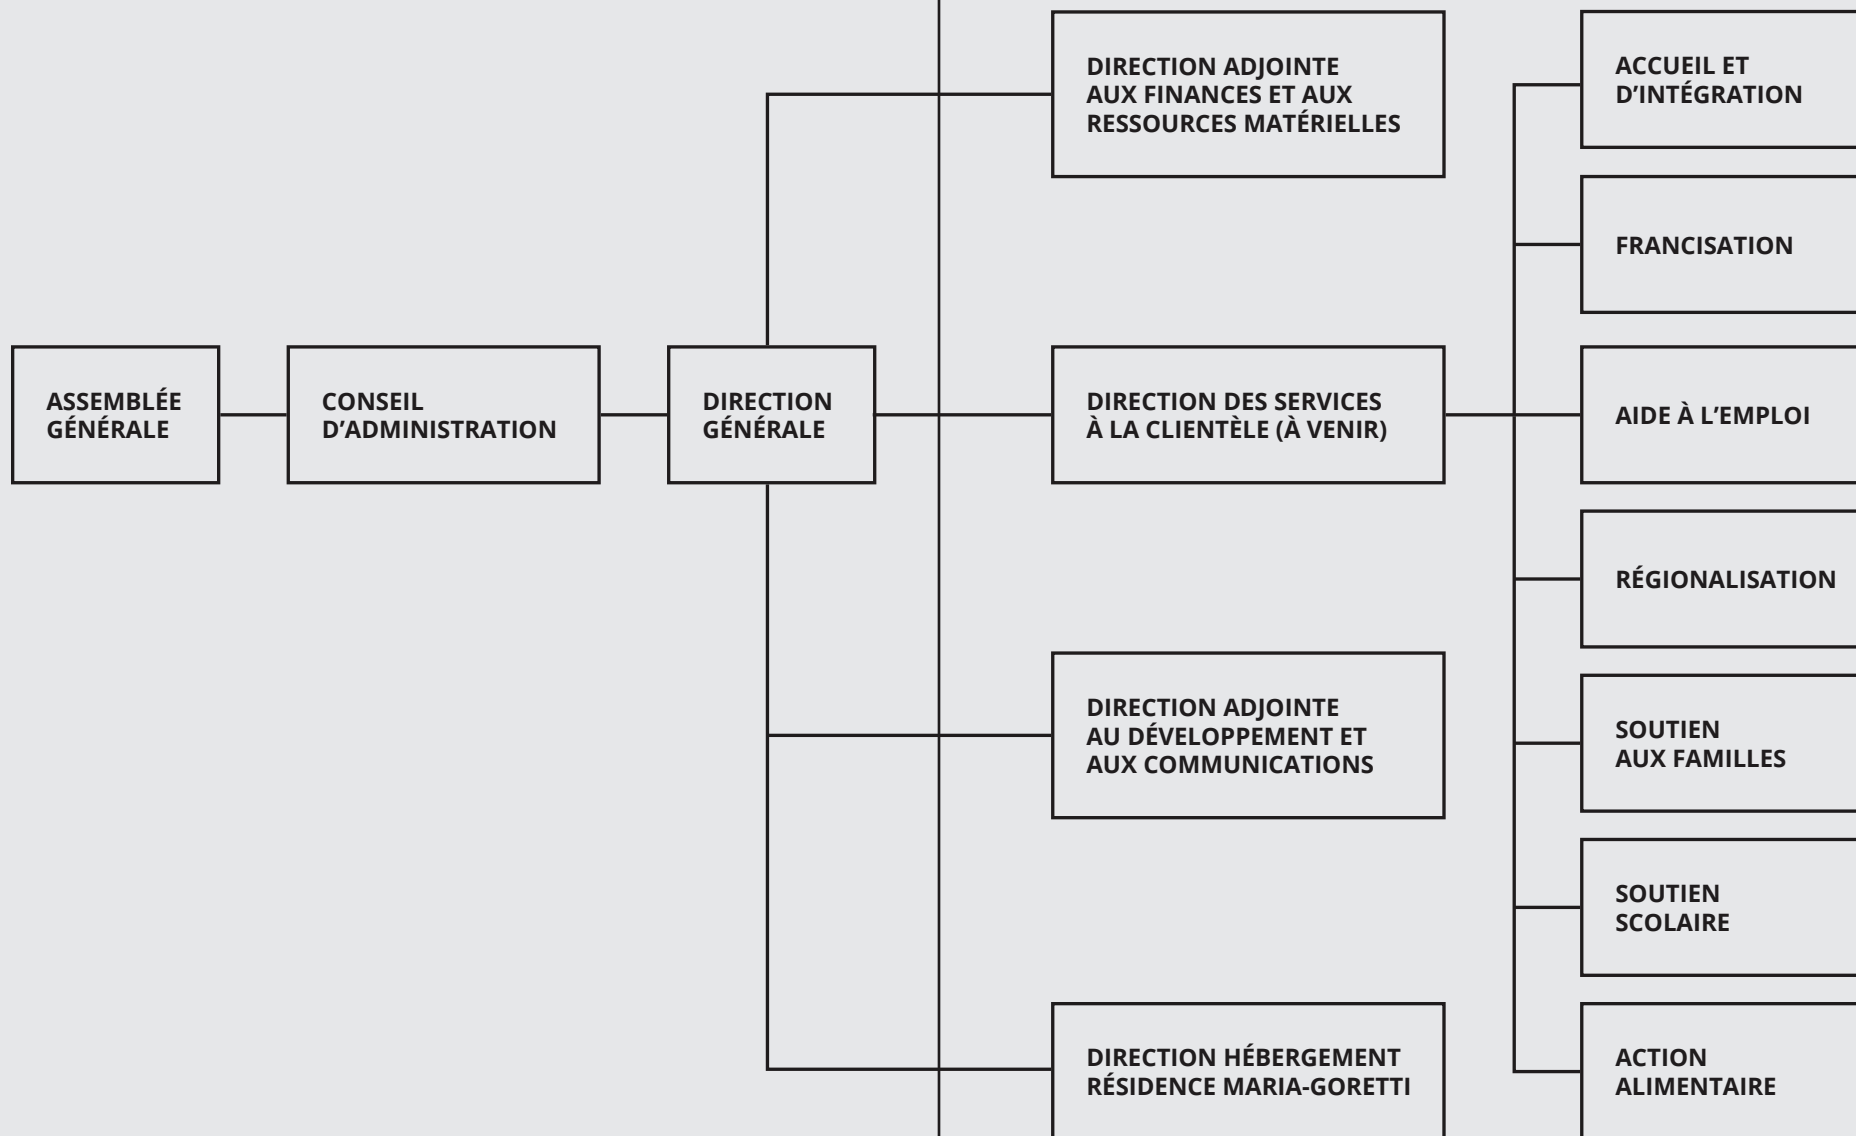 ASSEMBLÉE
GÉNÉRALE
CONSEIL
D’ADMINISTRATION
DIRECTION
GÉNÉRALE
DIRECTION ADJOINTE
AUX FINANCES ET AUX
RESSOURCES MATÉRIELLES
DIRECTION DES SERVICES
À LA CLIENTÈLE (À VENIR)
DIRECTION ADJOINTE
AU DÉVELOPPEMENT ET
AUX COMMUNICATIONS
DIRECTION HÉBERGEMENT
RÉSIDENCE MARIA-GORETTI
ACCUEIL ET
D’INTÉGRATION
FRANCISATION
AIDE À L’EMPLOI
RÉGIONALISATION
SOUTIEN
AUX FAMILLES
SOUTIEN
SCOLAIRE
ACTION
ALIMENTAIRE